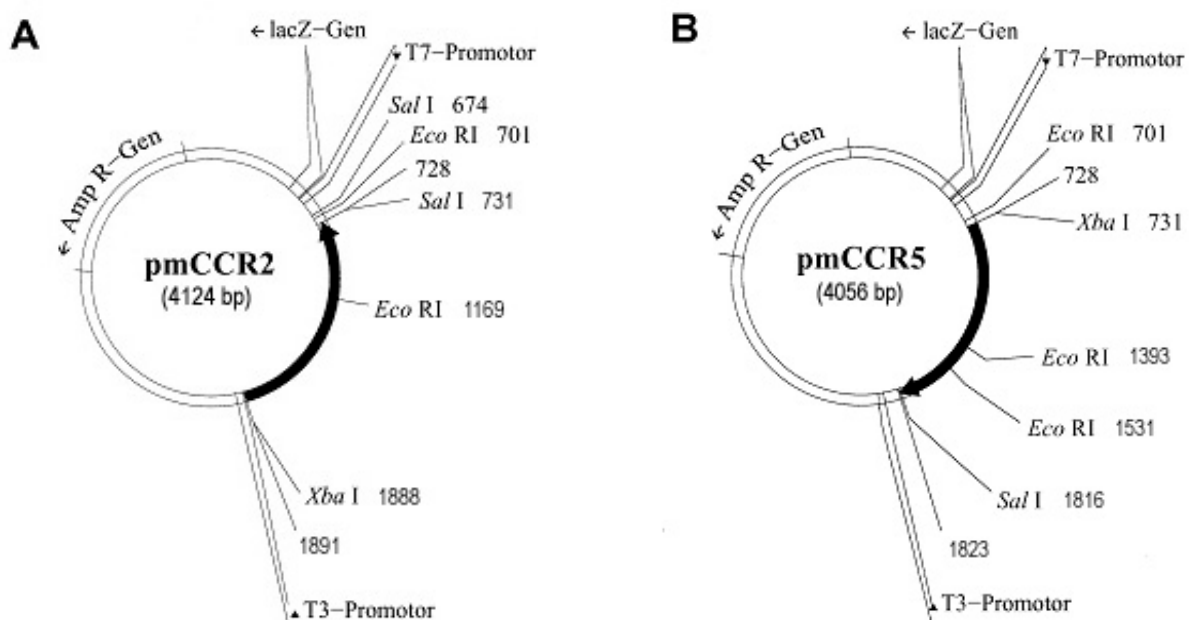 A
← lacZ-Gen
T7-Promotor
Sal I 674
Eco RI 701
728
Sal I 731
← Amp R-Gen
pmCCR2
(4124 bp)
Eco RI 1169
Xba I 1888
1891
T3-Promotor
B
← lacZ-Gen
T7-Promotor
Eco RI 701
728
Xba I 731
← Amp R-Gen
pmCCR5
(4056 bp)
Eco RI 1393
Eco RI 1531
Sal I 1816
1823
T3-Promotor